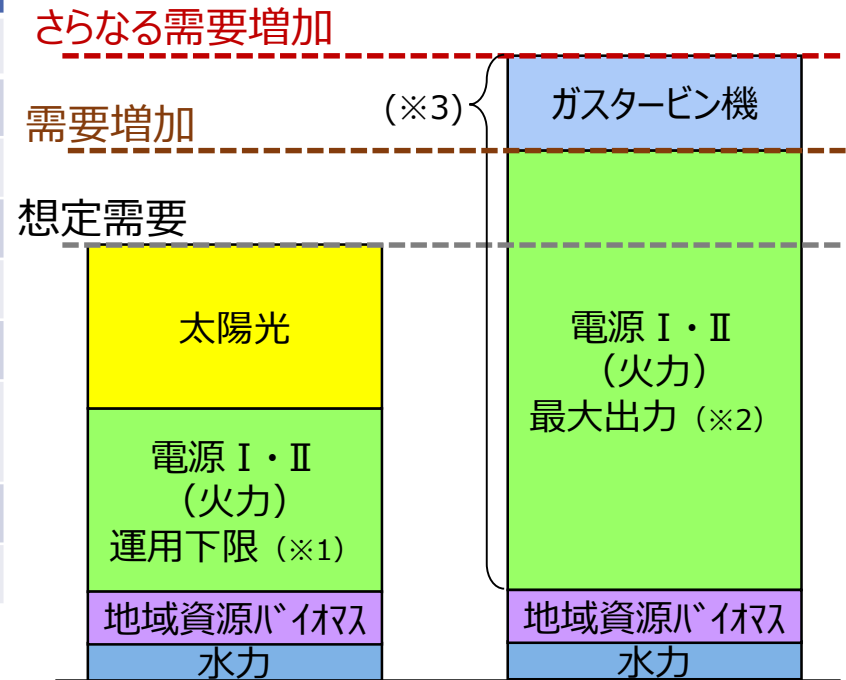 さらなる需要増加
需要増加
想定需要
太陽光
電源Ⅰ・Ⅱ
(火力)
運用下限(※1)
地域資源ﾊﾞｲｵﾏｽ
水力
(※3)
ガスタービン機
電源Ⅰ・Ⅱ
(火力)
最大出力(※2)
地域資源ﾊﾞｲｵﾏｽ
水力